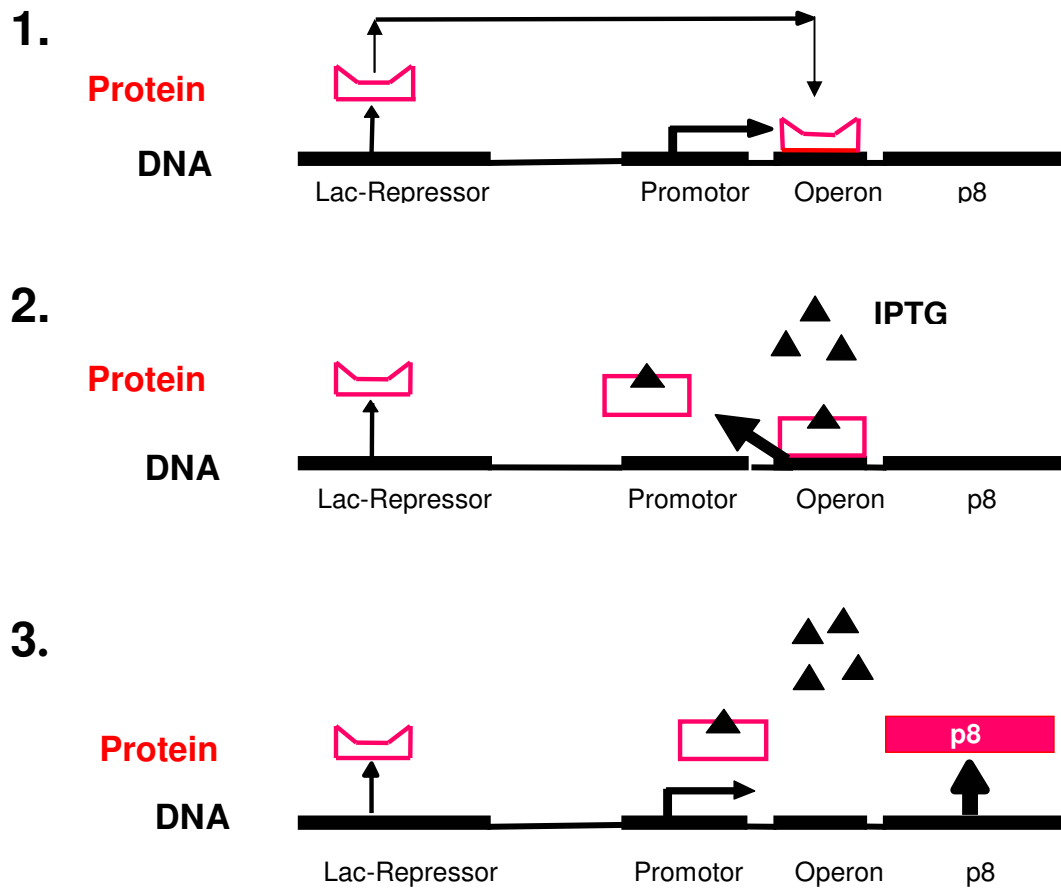 1.
Protein
DNA
Lac-Repressor Promotor Operon p8
2.
IPTG
Protein
DNA
Lac-Repressor Promotor Operon p8
3.
Protein
p8
DNA
Lac-Repressor Promotor Operon p8